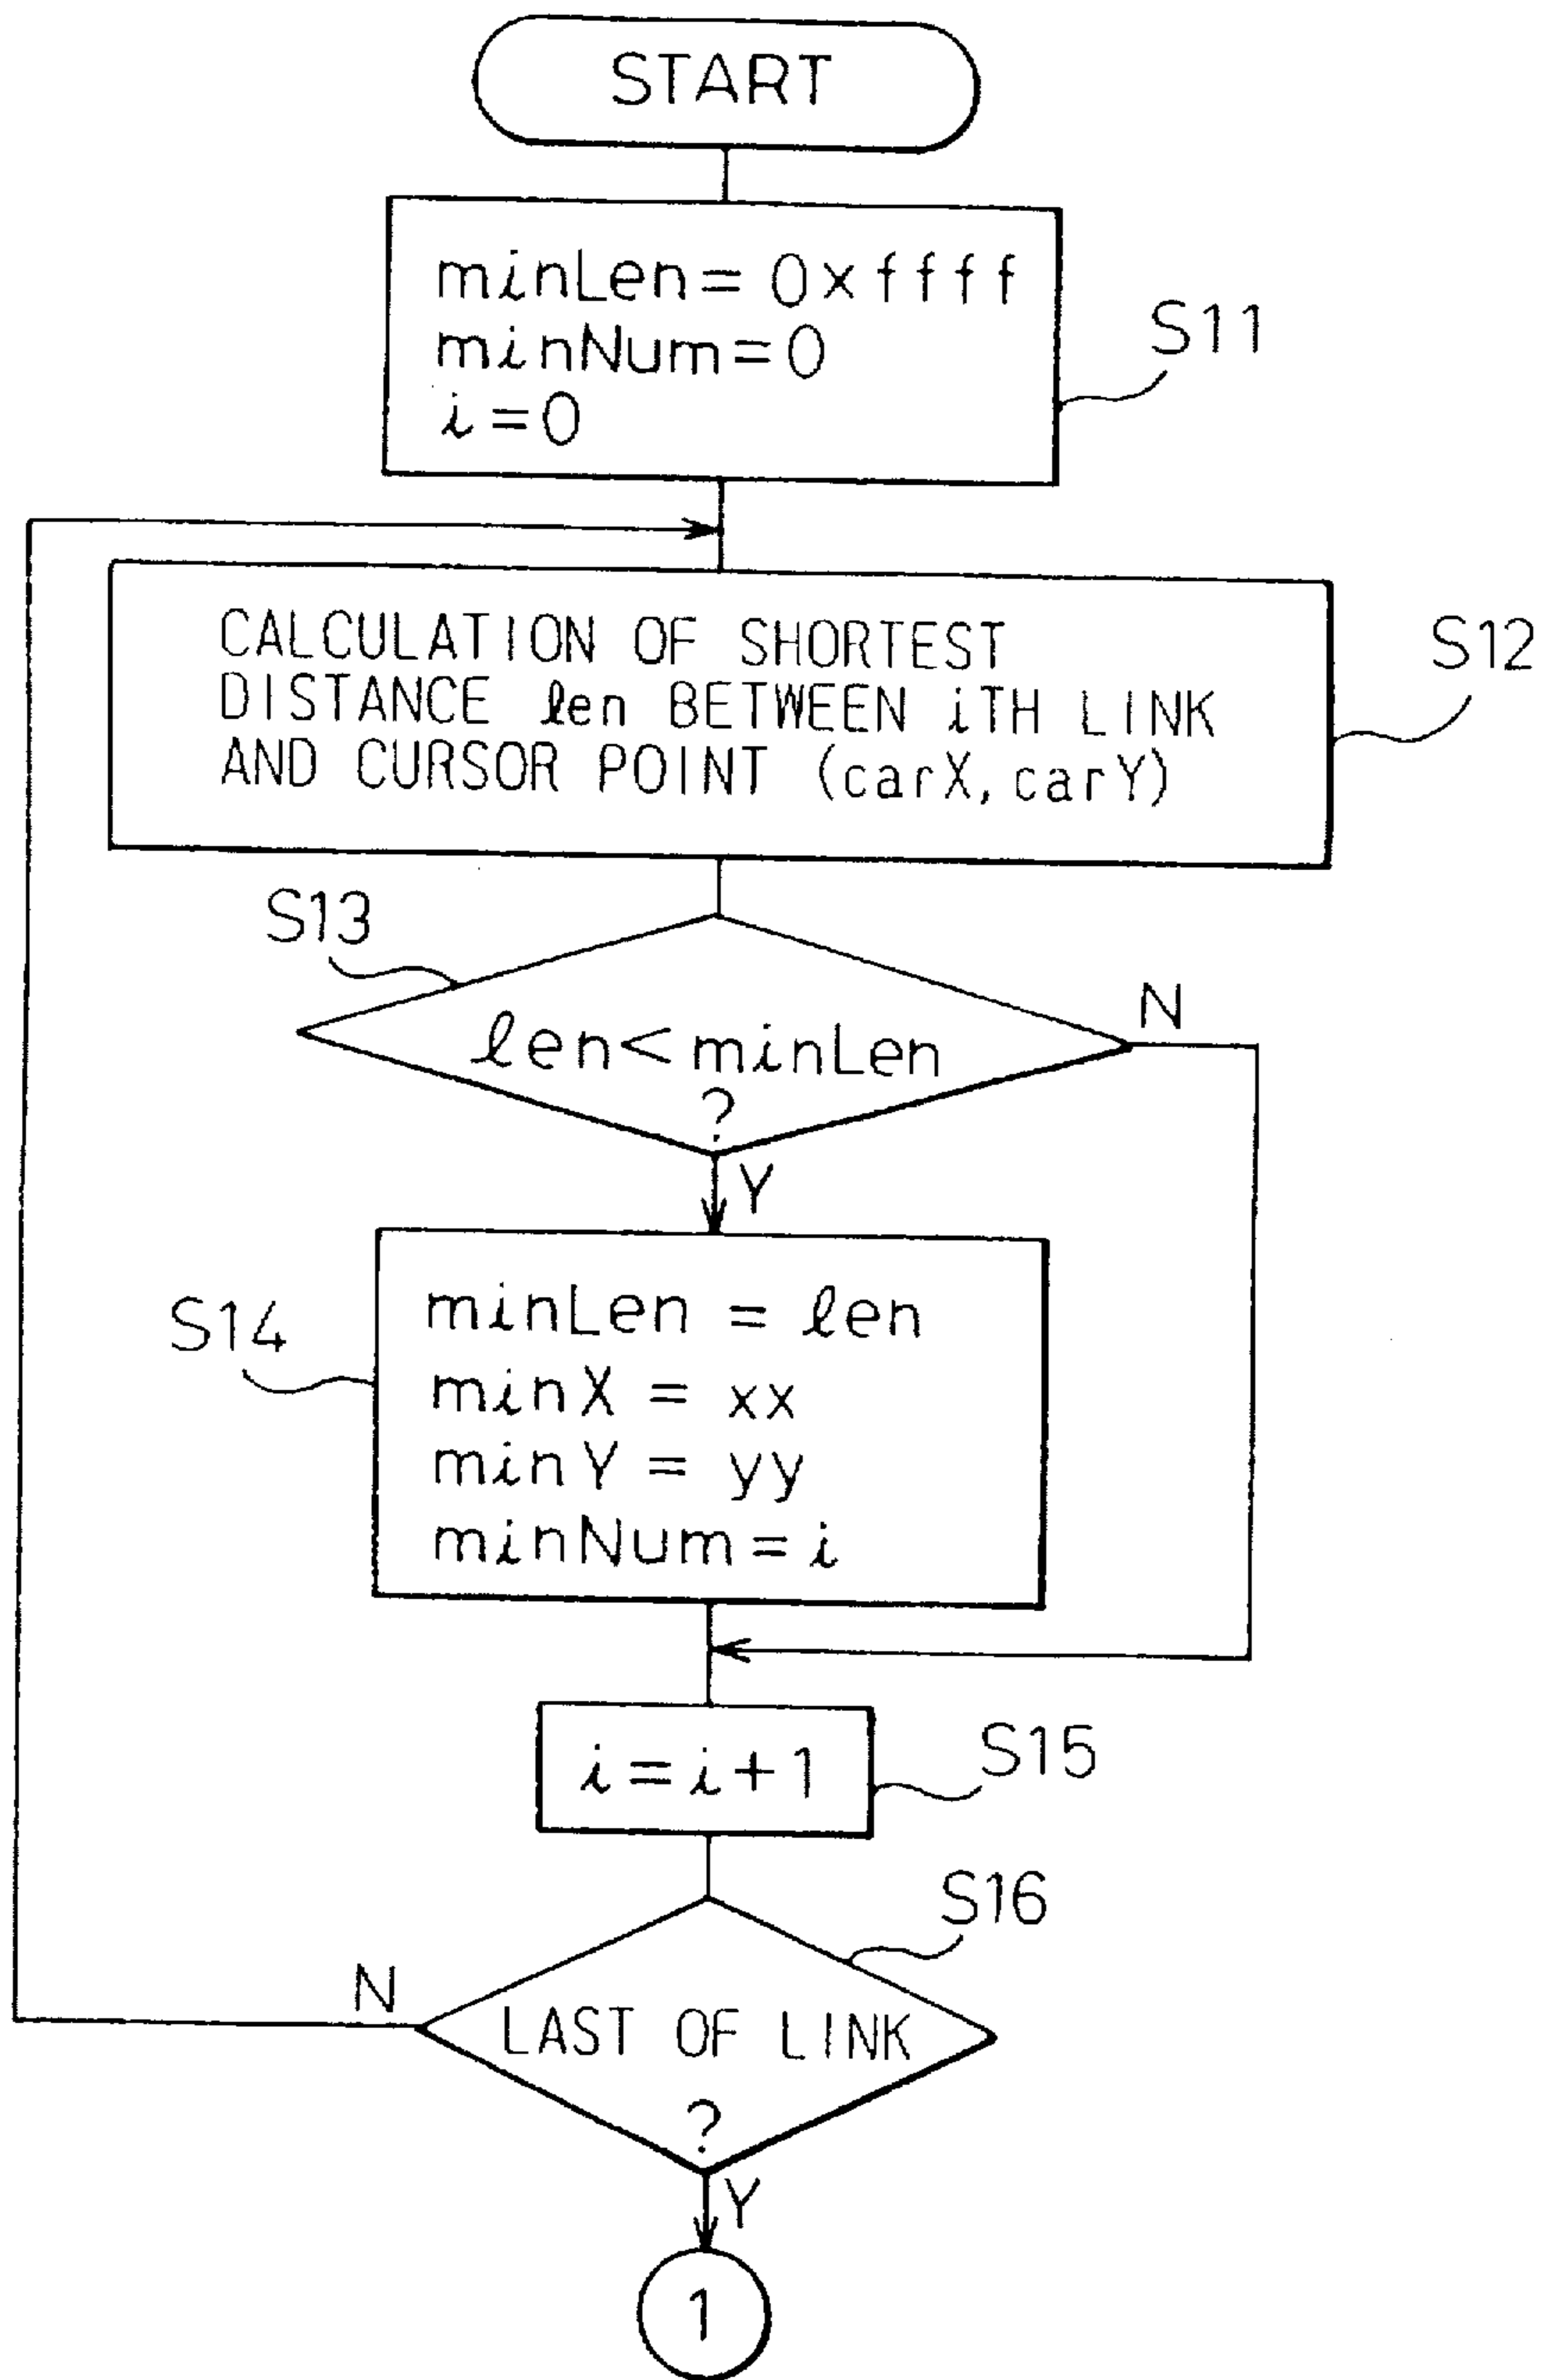 START
minLen = 0xffff
minNum = 0
i = 0
S11
CALCULATION OF SHORTEST
DISTANCE len BETWEEN iTH LINK
AND CURSOR POINT (carX, carY)
S12
S13
len < minLen
?
N
Y
S14
minLen = len
minX = xx
minY = yy
minNum = i
i = i + 1
S15
S16
LAST OF LINK
?
N
Y
1